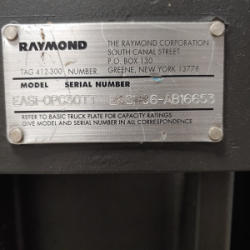 RAYMOND
THE RAYMOND CORPORATION
SOUTH CANAL STREET
P.O. BOX 130
GREENE, NEW YORK 13778
TAG 412-300 NUMBER
MODEL SERIAL NUMBER
REFER TO BASIC TRUCK PLATE FOR CAPACITY RATINGS
GIVE MODEL AND SERIAL NUMBER IN ALL CORRESPONDENCE